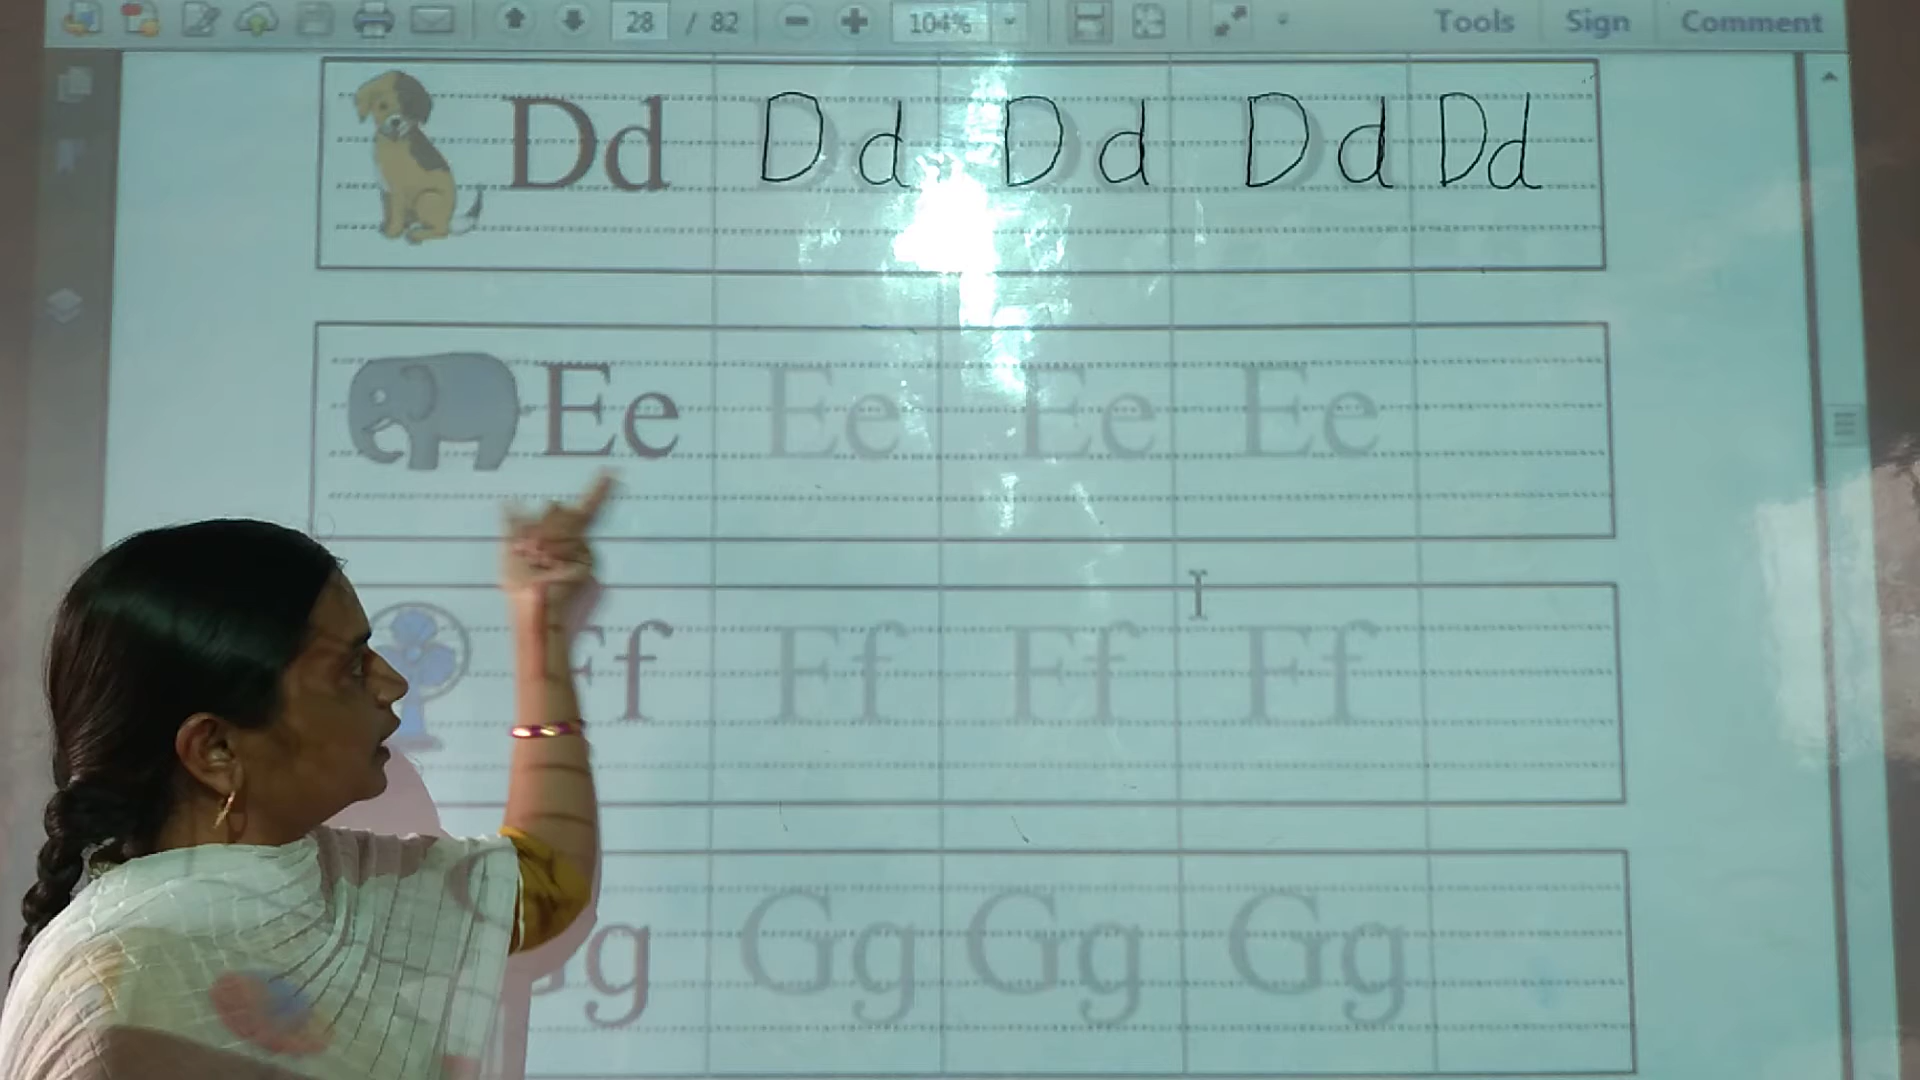 28 / 82 104% Tools Sign Comment
Dd Dd Dd Dd Dd
Ee Ee Ee Ee
Ff Ff Ff Ff
g Gg Gg Gg